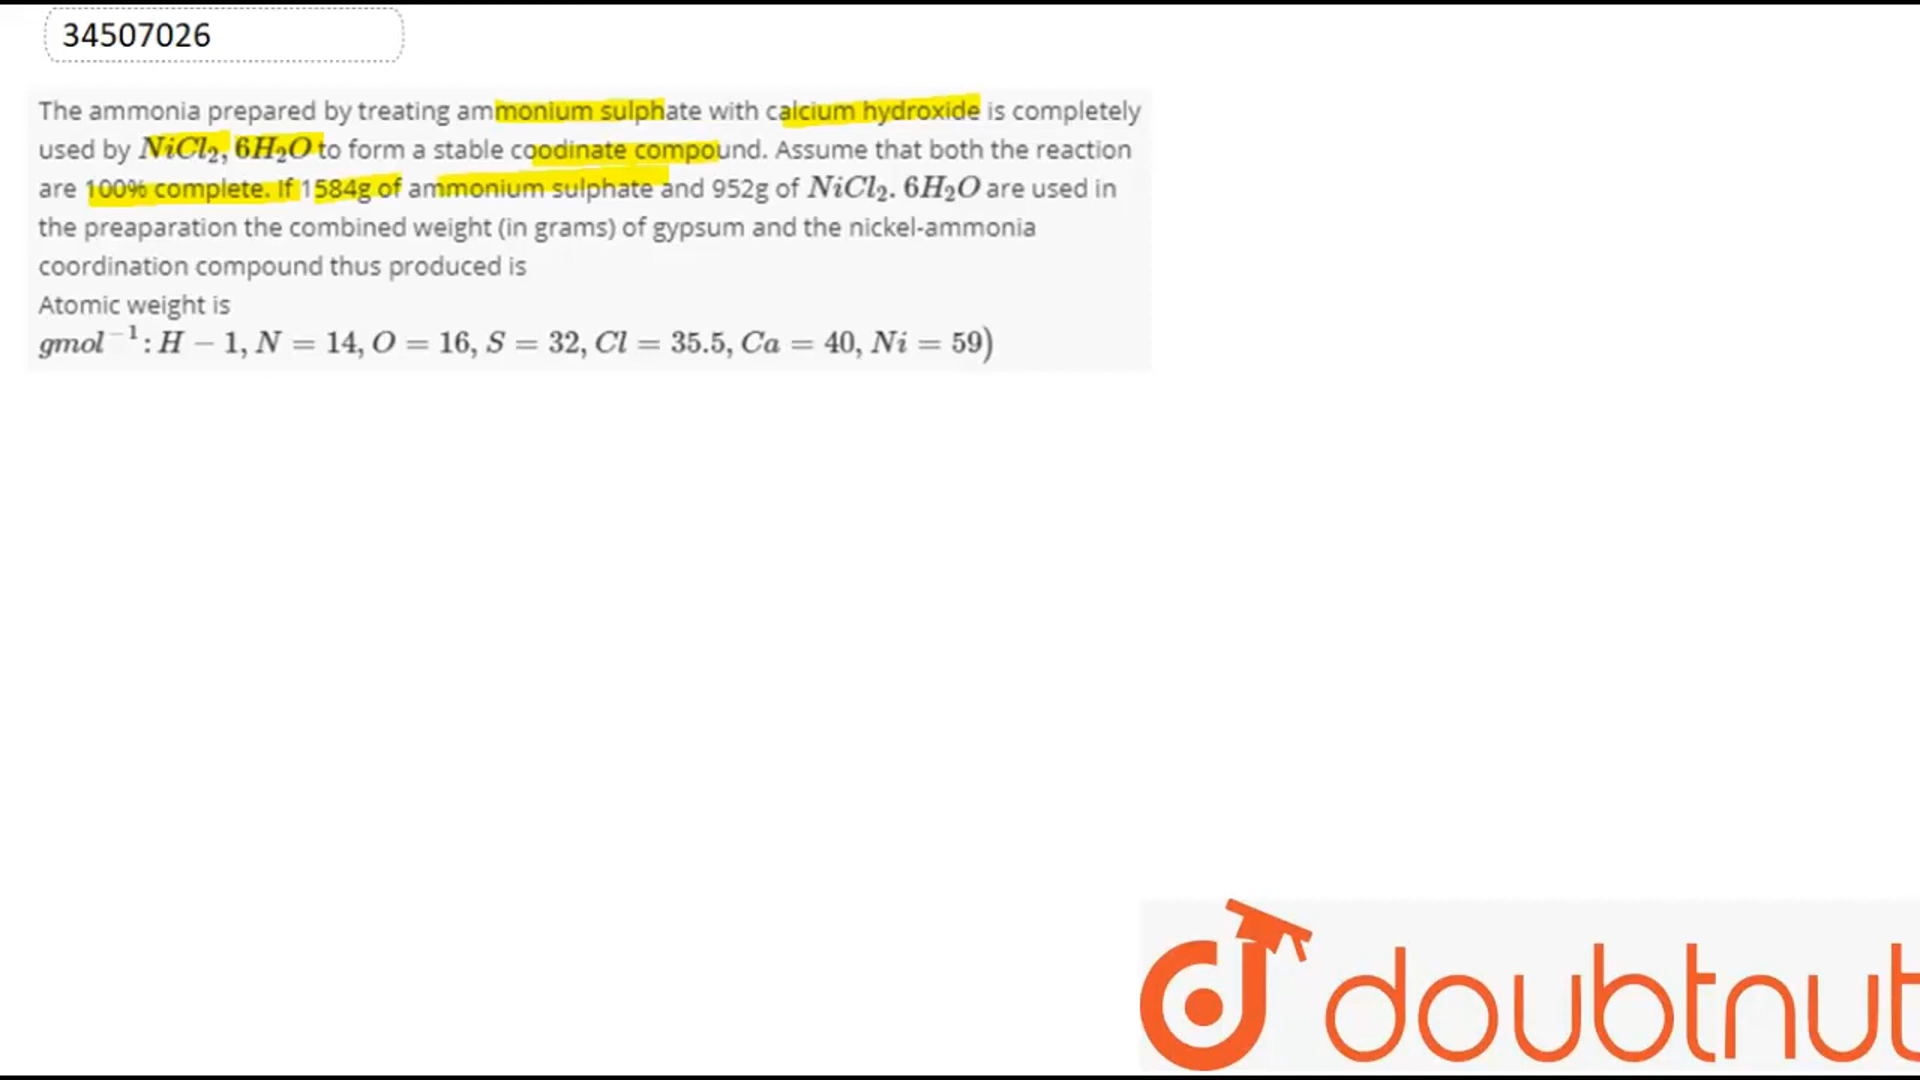 34507026
The ammonia prepared by treating ammonium sulphate with calcium hydroxide is completely
used by NiCl₂, 6H₂O to form a stable coodinate compound. Assume that both the reaction
are 100% complete. If 1584g of ammonium sulphate and 952g of NiCl₂. 6H₂O are used in
the preaparation the combined weight (in grams) of gypsum and the nickel-ammonia
coordination compound thus produced is
Atomic weight is
gmol⁻¹: H − 1, N = 14, O = 16, S = 32, Cl = 35.5, Ca = 40, Ni = 59)
doubtnut